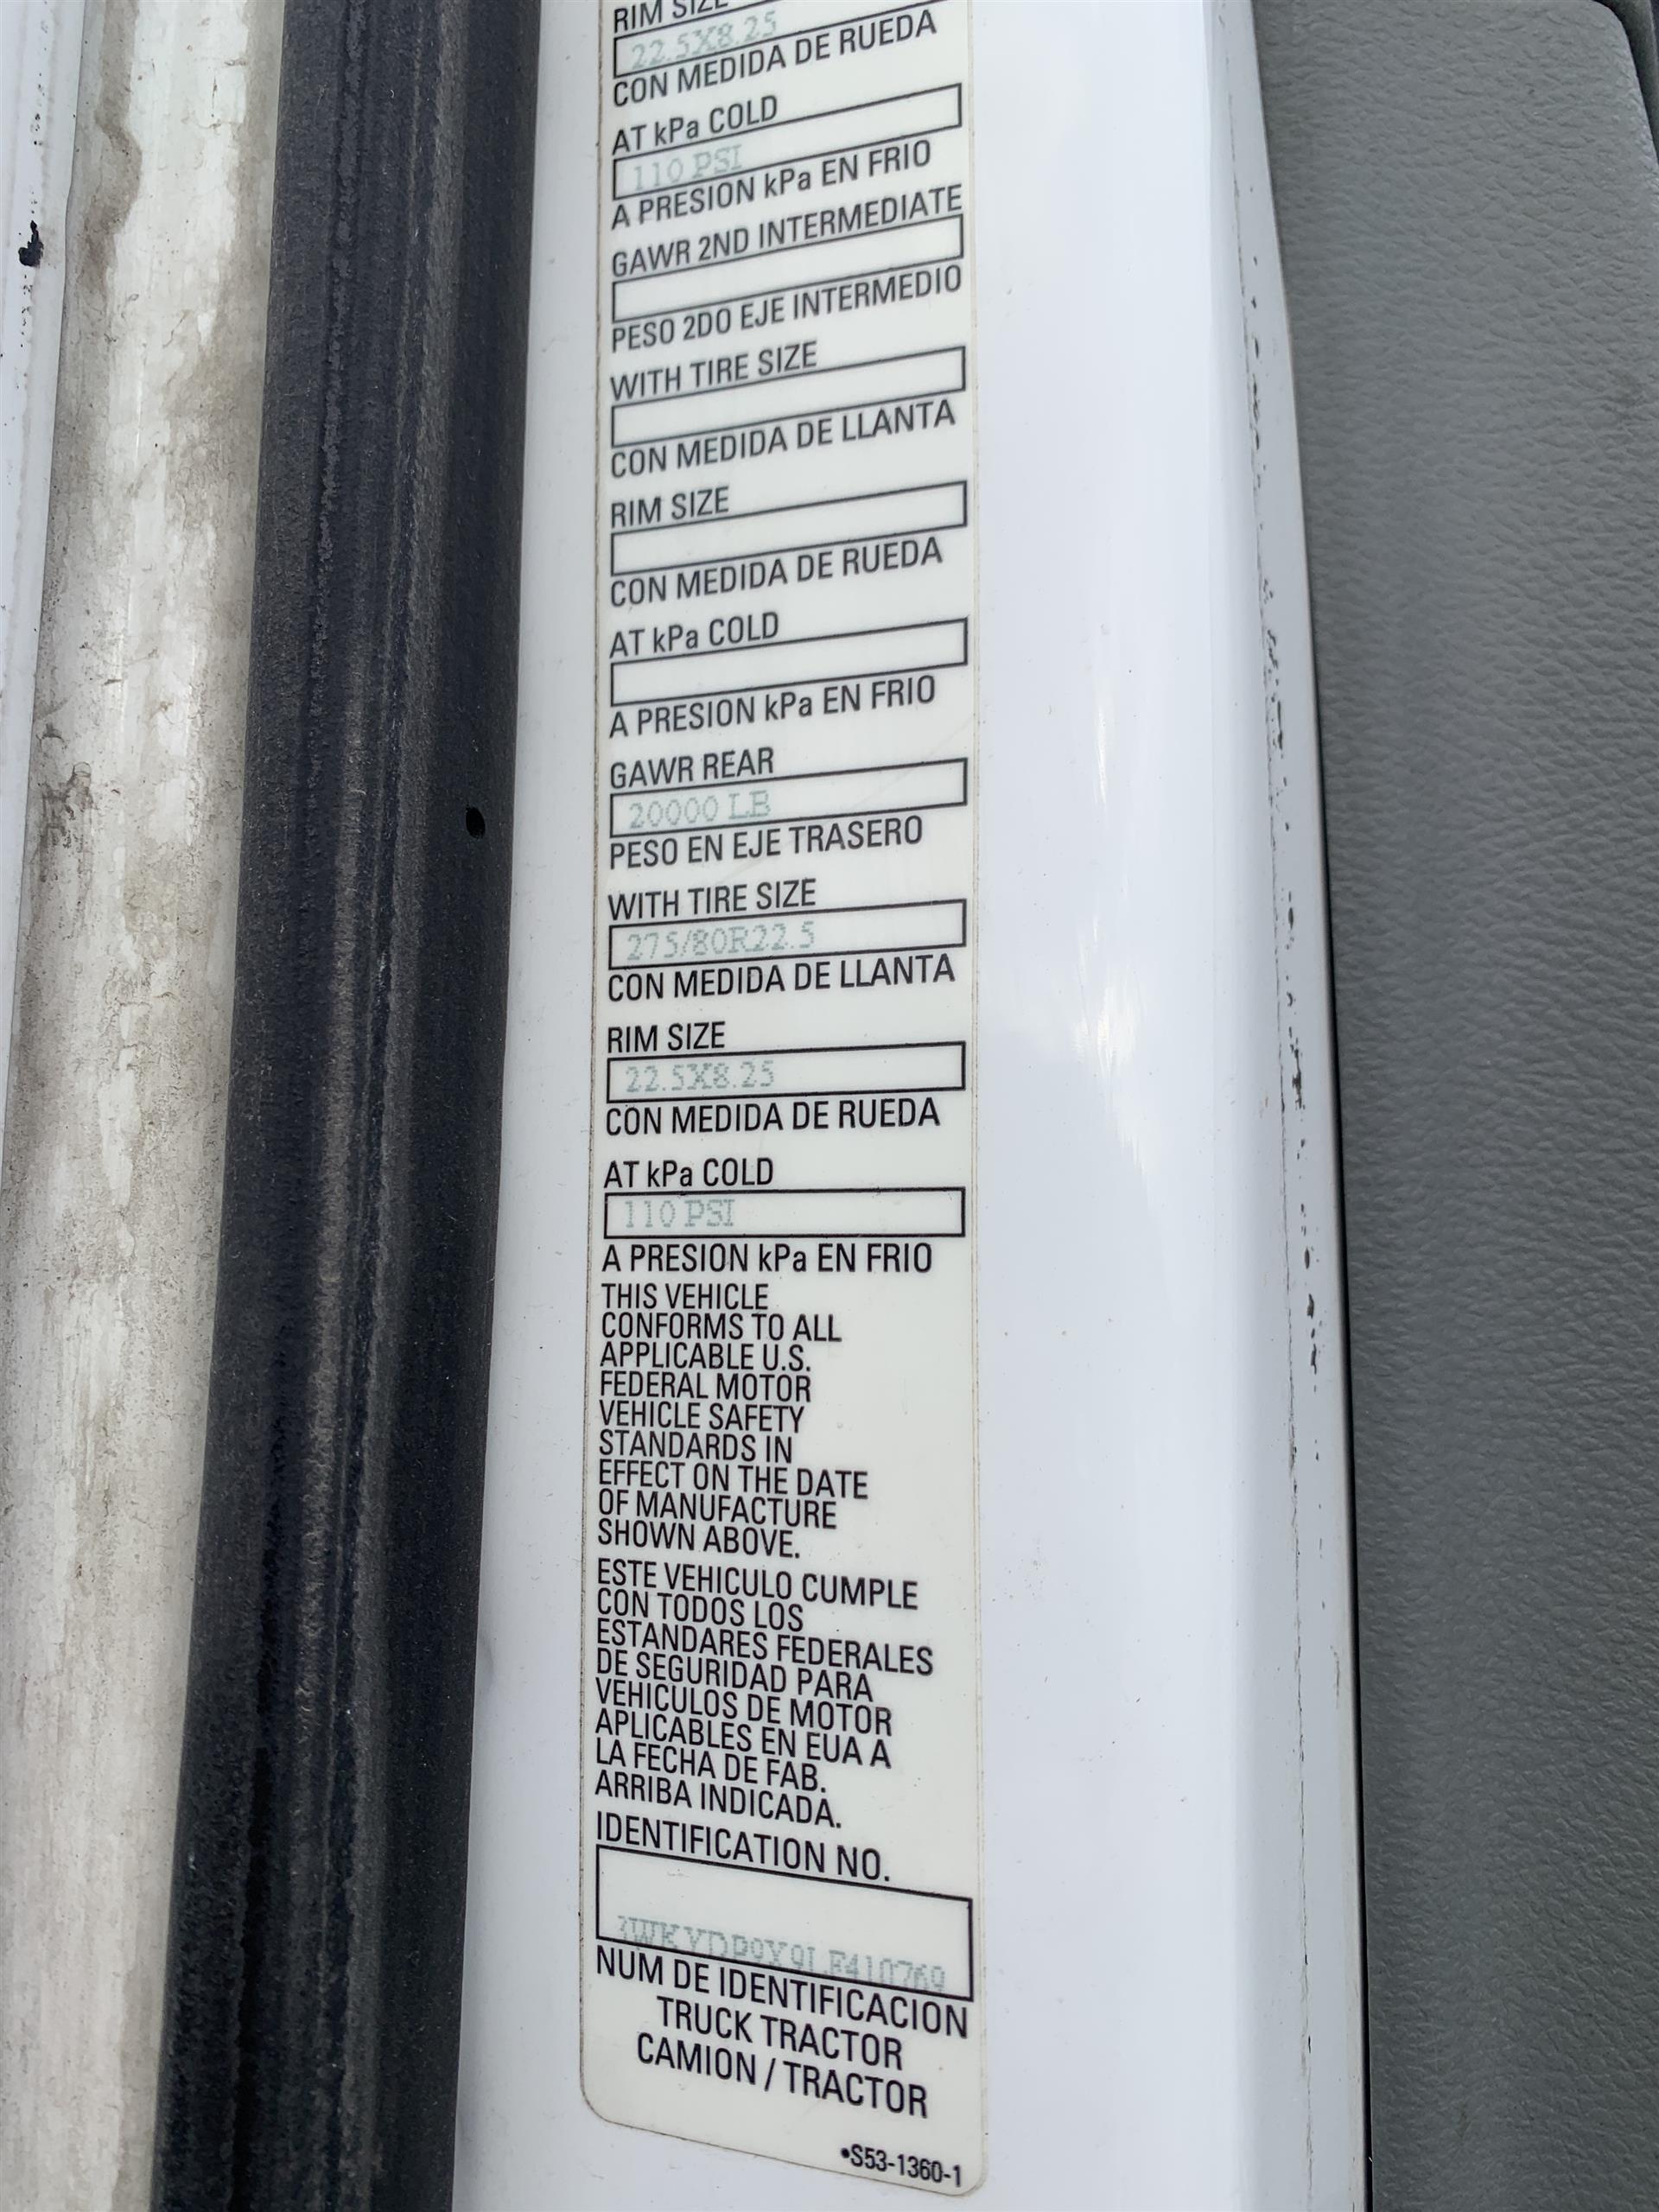 RIM SIZE
22.5X8.25
CON MEDIDA DE RUEDA
AT kPa COLD
110 PSI
A PRESION kPa EN FRIO
GAWR 2ND INTERMEDIATE
PESO 2DO EJE INTERMEDIO
WITH TIRE SIZE
CON MEDIDA DE LLANTA
RIM SIZE
CON MEDIDA DE RUEDA
AT kPa COLD
A PRESION kPa EN FRIO
GAWR REAR
20000 LB
PESO EN EJE TRASERO
WITH TIRE SIZE
275/80R22.5
CON MEDIDA DE LLANTA
RIM SIZE
22.5X8.25
CON MEDIDA DE RUEDA
AT kPa COLD
110 PSI
A PRESION kPa EN FRIO
THIS VEHICLE
CONFORMS TO ALL
APPLICABLE U.S.
FEDERAL MOTOR
VEHICLE SAFETY
STANDARDS IN
EFFECT ON THE DATE
OF MANUFACTURE
SHOWN ABOVE.
ESTE VEHICULO CUMPLE
CON TODOS LOS
ESTANDARES FEDERALES
DE SEGURIDAD PARA
VEHICULOS DE MOTOR
APLICABLES EN EUA A
LA FECHA DE FAB.
ARRIBA INDICADA.
IDENTIFICATION NO.
NUM DE IDENTIFICACION
TRUCK TRACTOR
CAMION / TRACTOR
•S53-1360-1